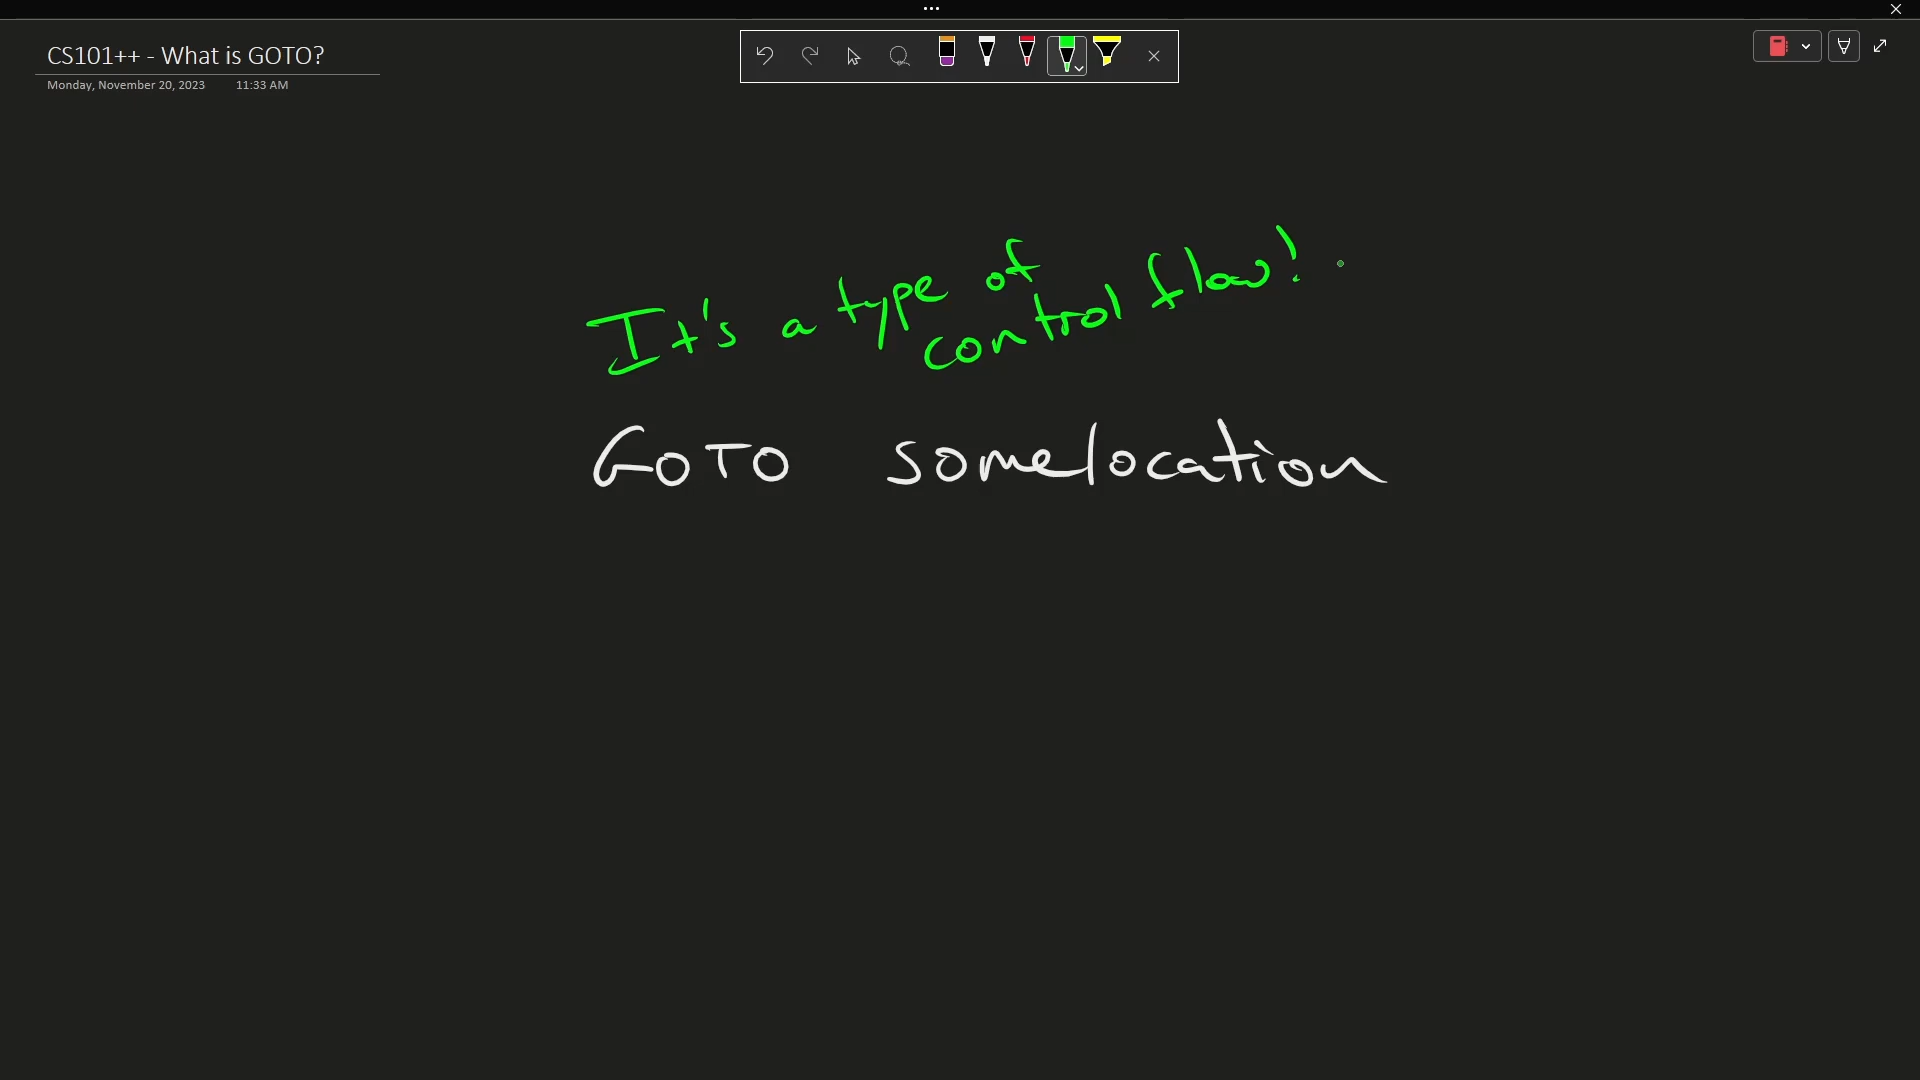 CS101++ - What is GOTO?
Monday, November 20, 2023 11:33 AM
It's a type of
control flow!
GOTO somelocation